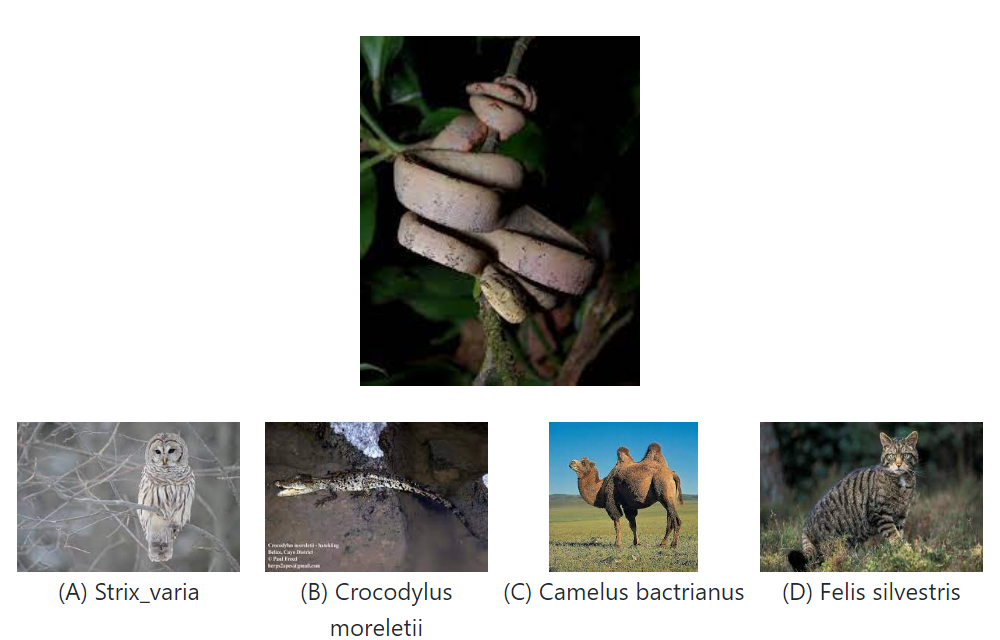 Crocodylus moreletii - hatchling
Belize, Cayo District
© Paul Freed
herps2apes@gmail.com
(A) Strix_varia
(B) Crocodylus
moreletii
(C) Camelus bactrianus
(D) Felis silvestris